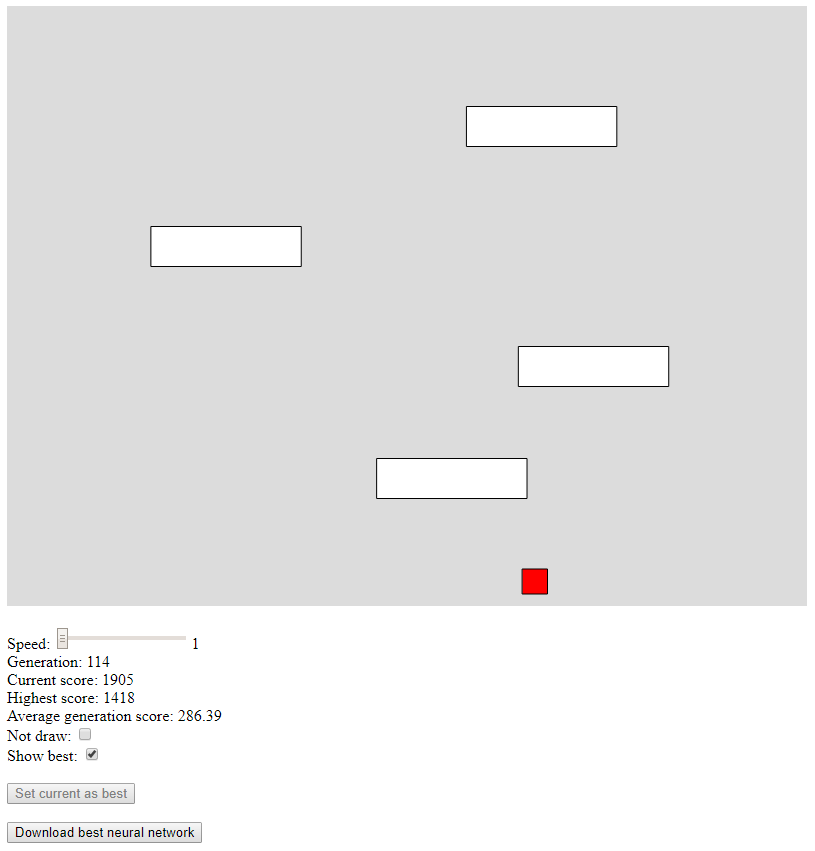 Speed: 1
Generation: 114
Current score: 1905
Highest score: 1418
Average generation score: 286.39
Not draw:
Show best:
Set current as best
Download best neural network